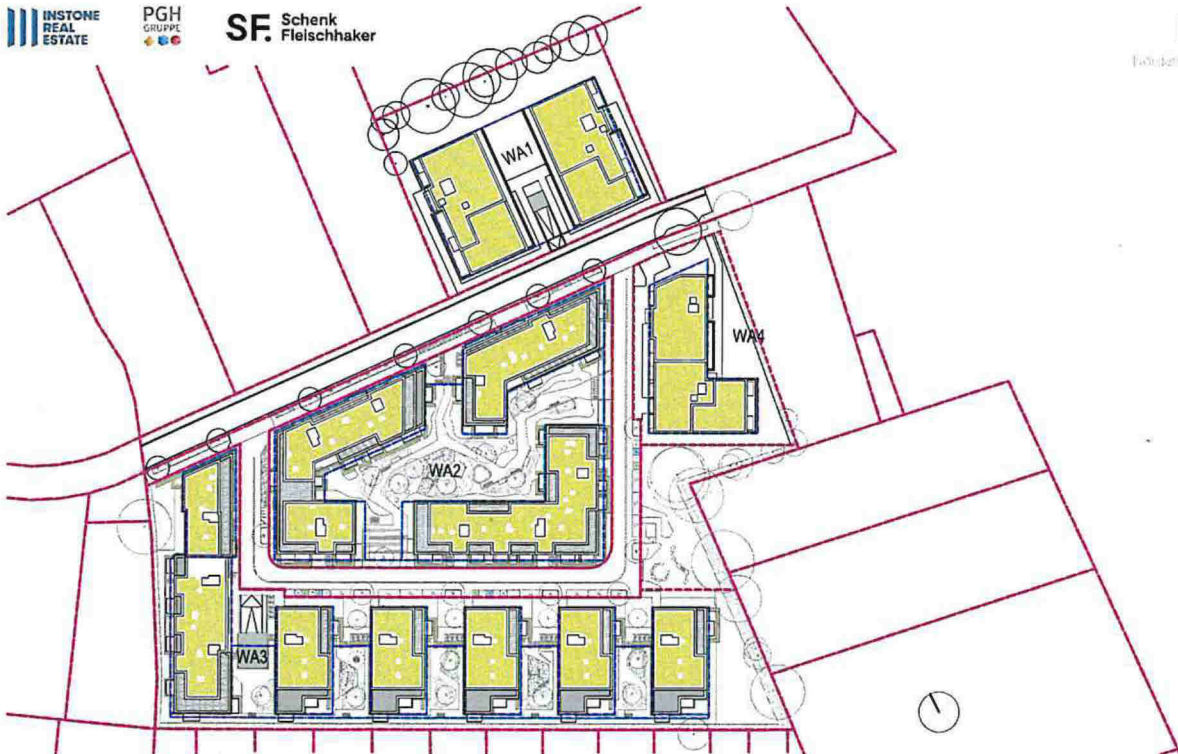 INSTONE
REAL
ESTATE
PGH
GRUPPE
SF. Schenk
Fleischhaker
WA1
WA4
WA2
WA3